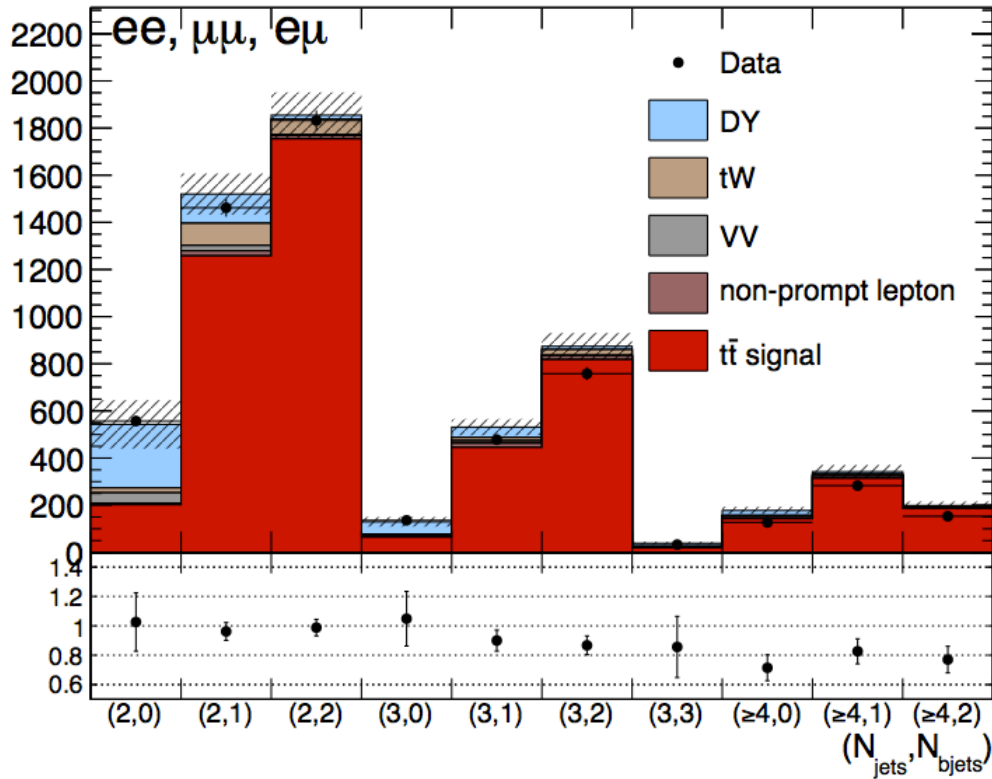 ee, μμ, eμ
2200
2000
1800
1600
1400
1200
1000
800
600
400
200
0
Data
DY
tW
VV
non-prompt lepton
tt̄ signal
1.4
1.2
1
0.8
0.6
(2,0) (2,1) (2,2) (3,0) (3,1) (3,2) (3,3) (≥4,0) (≥4,1) (≥4,2)
(N_jets,N_bjets)